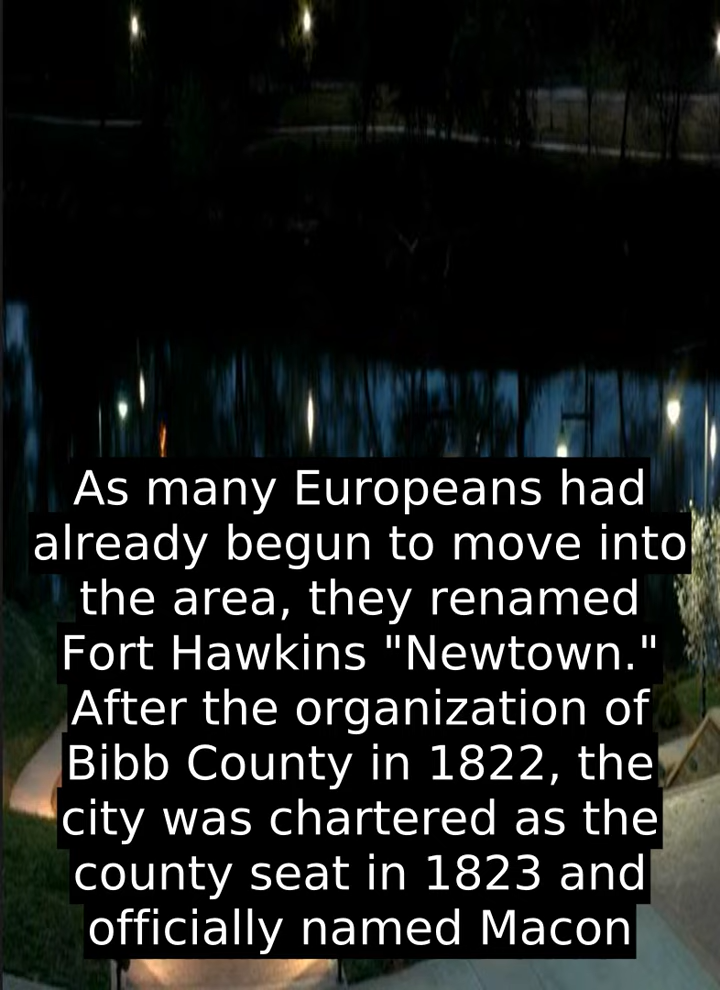 As many Europeans had
already begun to move into
the area, they renamed
Fort Hawkins "Newtown."
After the organization of
Bibb County in 1822, the
city was chartered as the
county seat in 1823 and
officially named Macon